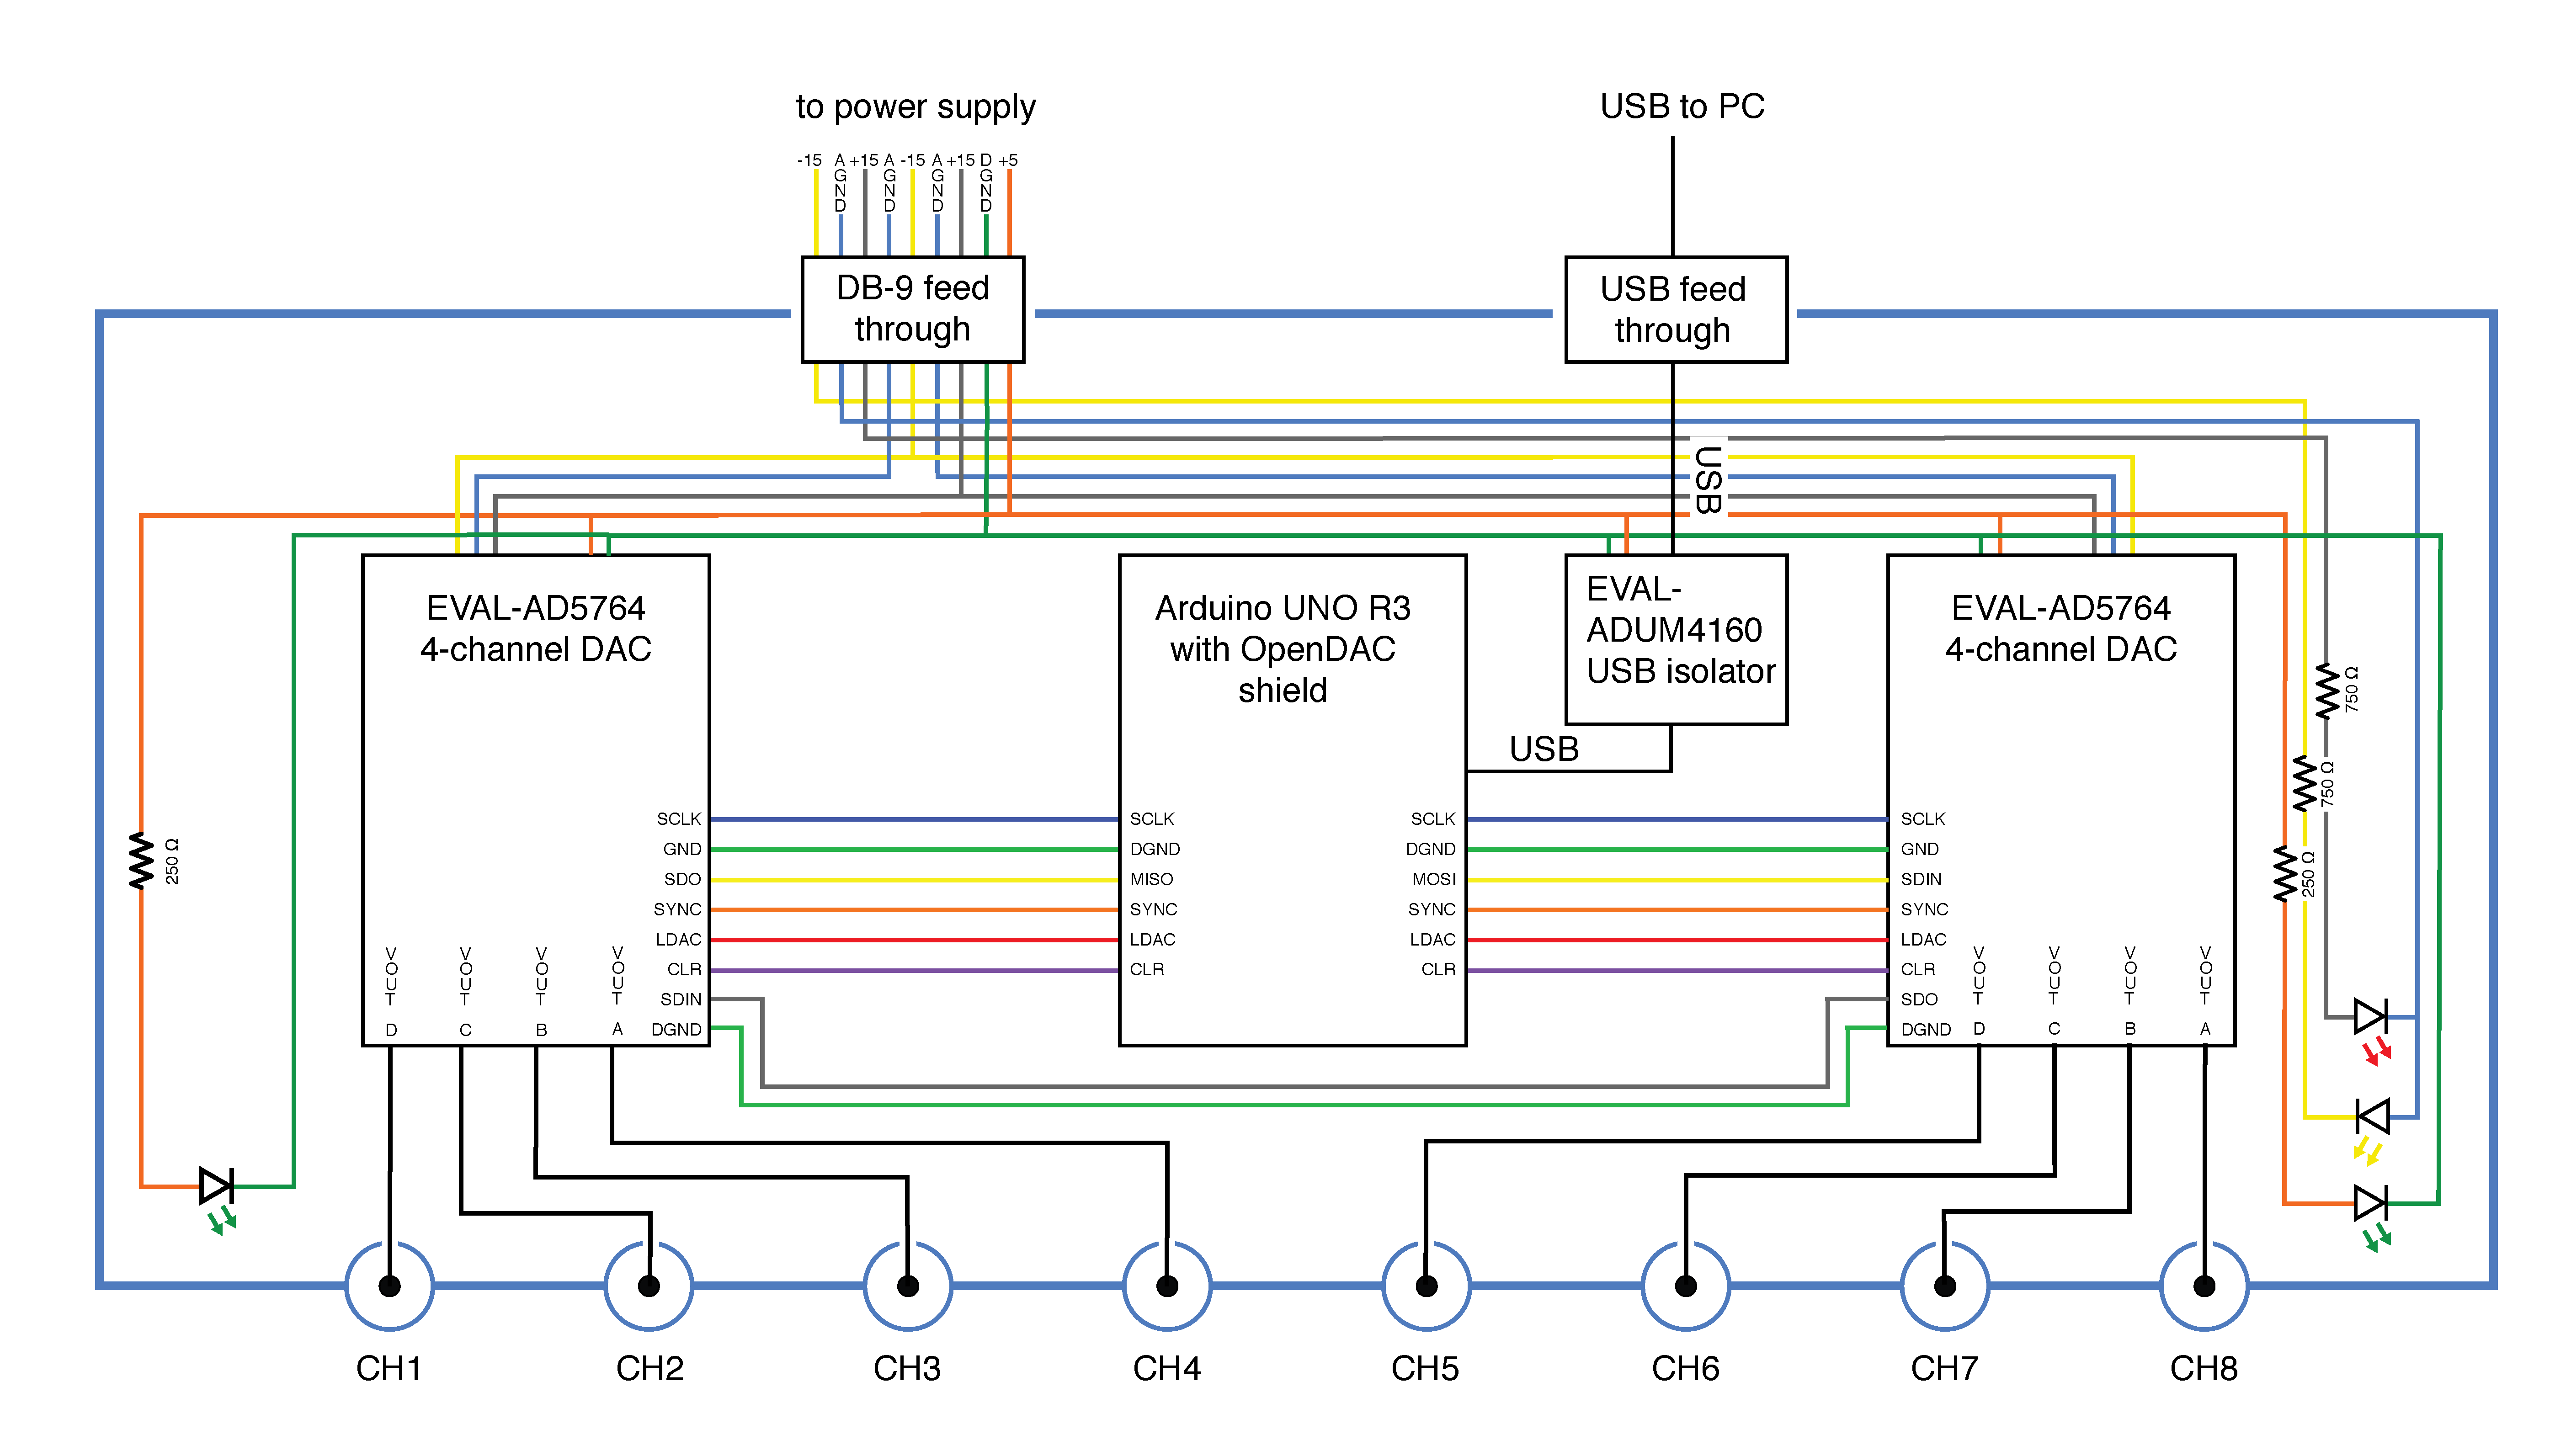 to power supply
USB to PC
-15 AGND +15 AGND -15 AGND +15 DGND +5
DB-9 feed
through
USB feed
through
USB
EVAL-AD5764
4-channel DAC
Arduino UNO R3
with OpenDAC
shield
EVAL-
ADUM4160
USB isolator
EVAL-AD5764
4-channel DAC
USB
750 Ω
750 Ω
250 Ω
250 Ω
SCLK SCLK SCLK SCLK
GND DGND DGND GND
SDO MISO MOSI SDIN
SYNC SYNC SYNC SYNC
LDAC LDAC LDAC LDAC
CLR CLR CLR CLR
SDIN SDO
DGND DGND
VOUT D VOUT C VOUT B VOUT A
VOUT D VOUT C VOUT B VOUT A
CH1 CH2 CH3 CH4 CH5 CH6 CH7 CH8